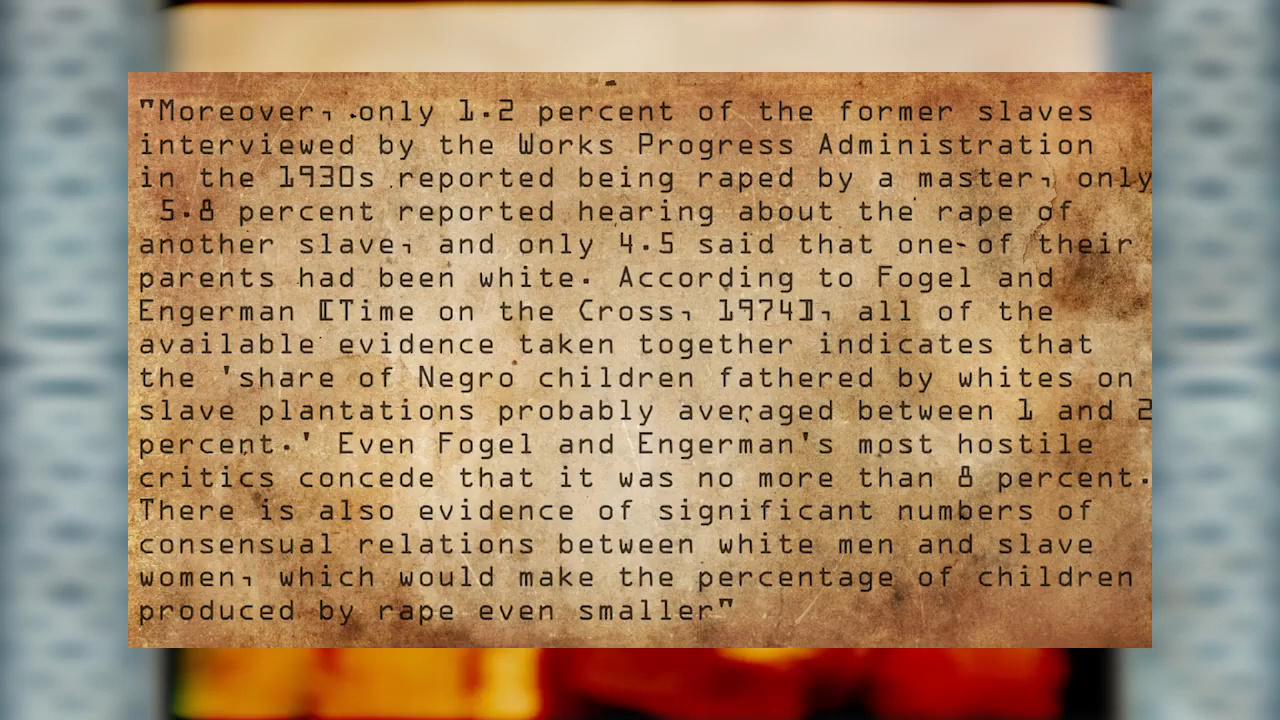 "Moreover, only 1.2 percent of the former slaves
interviewed by the Works Progress Administration
in the 1930s reported being raped by a master, only
5.8 percent reported hearing about the rape of
another slave, and only 4.5 said that one of their
parents had been white. According to Fogel and
Engerman [Time on the Cross, 1974], all of the
available evidence taken together indicates that
the 'share of Negro children fathered by whites on
slave plantations probably averaged between 1 and 2
percent.' Even Fogel and Engerman's most hostile
critics concede that it was no more than 8 percent.
There is also evidence of significant numbers of
consensual relations between white men and slave
women, which would make the percentage of children
produced by rape even smaller"